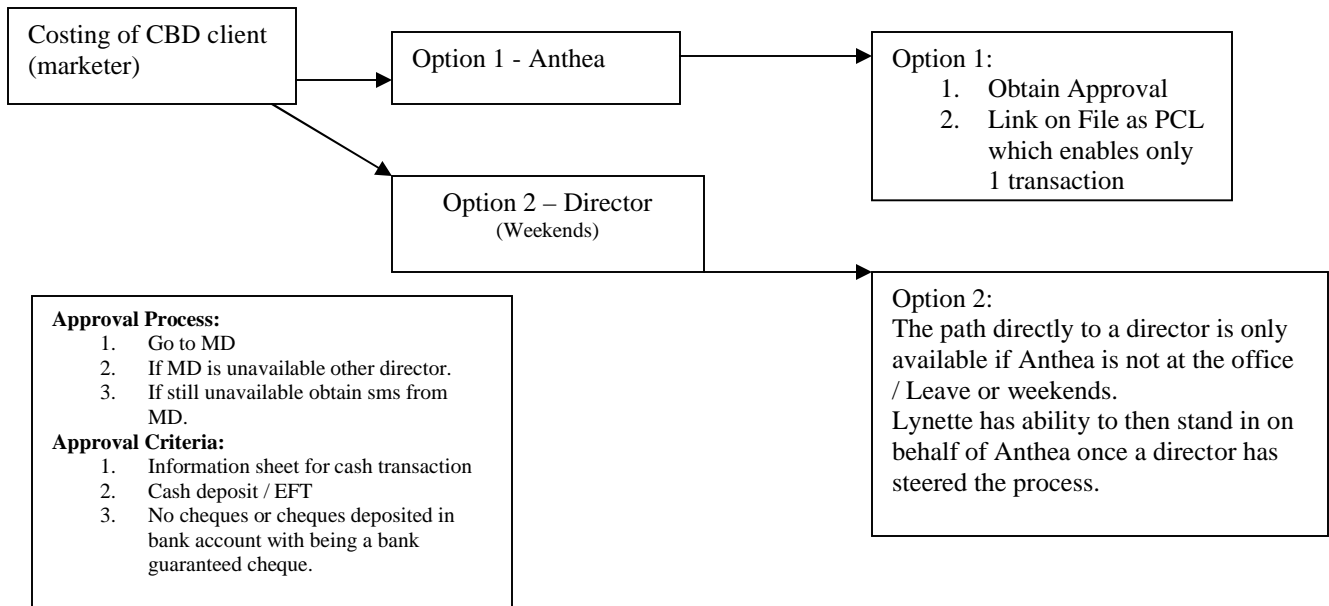 Costing of CBD client
(marketer)
Option 1 - Anthea
Option 1:
1. Obtain Approval
2. Link on File as PCL
which enables only
1 transaction
Option 2 – Director
(Weekends)
Option 2:
The path directly to a director is only
available if Anthea is not at the office
/ Leave or weekends.
Lynette has ability to then stand in on
behalf of Anthea once a director has
steered the process.
Approval Process:
1. Go to MD
2. If MD is unavailable other director.
3. If still unavailable obtain sms from
MD.
Approval Criteria:
1. Information sheet for cash transaction
2. Cash deposit / EFT
3. No cheques or cheques deposited in
bank account with being a bank
guaranteed cheque.